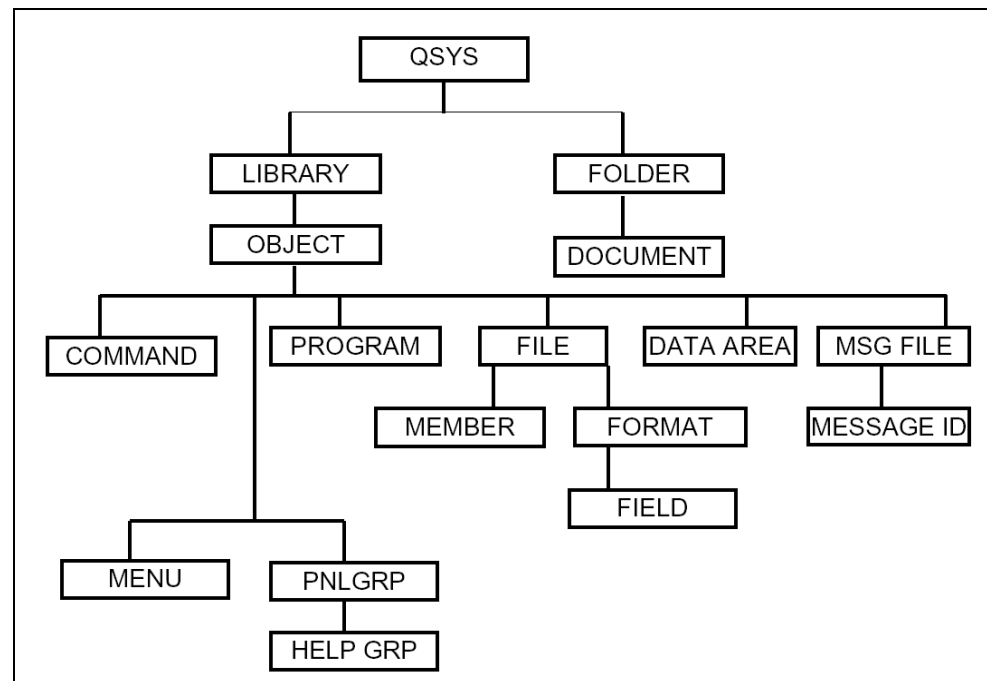 QSYS
LIBRARY
FOLDER
OBJECT
DOCUMENT
COMMAND
PROGRAM
FILE
DATA AREA
MSG FILE
MEMBER
FORMAT
MESSAGE ID
FIELD
MENU
PNLGRP
HELP GRP